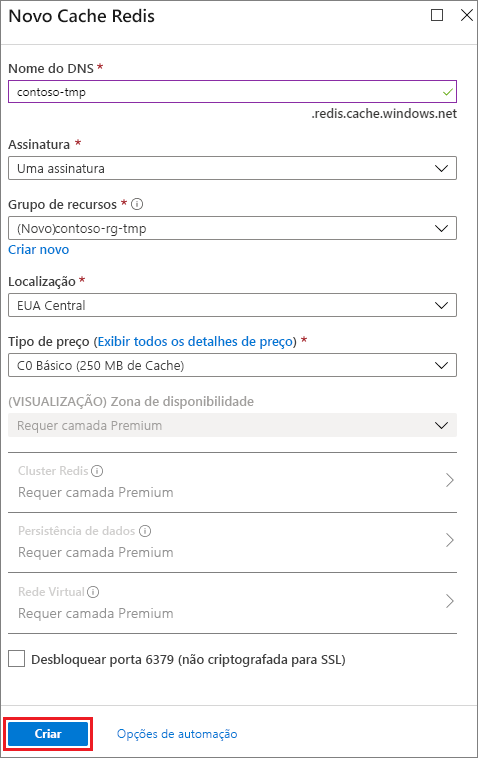 Novo Cache Redis
Nome do DNS *
contoso-tmp
.redis.cache.windows.net
Assinatura *
Uma assinatura
Grupo de recursos *
(Novo)contoso-rg-tmp
Criar novo
Localização *
EUA Central
Tipo de preço (Exibir todos os detalhes de preço) *
C0 Básico (250 MB de Cache)
(VISUALIZAÇÃO) Zona de disponibilidade
Requer camada Premium
Cluster Redis
Requer camada Premium
Persistência de dados
Requer camada Premium
Rede Virtual
Requer camada Premium
Desbloquear porta 6379 (não criptografada para SSL)
Criar
Opções de automação